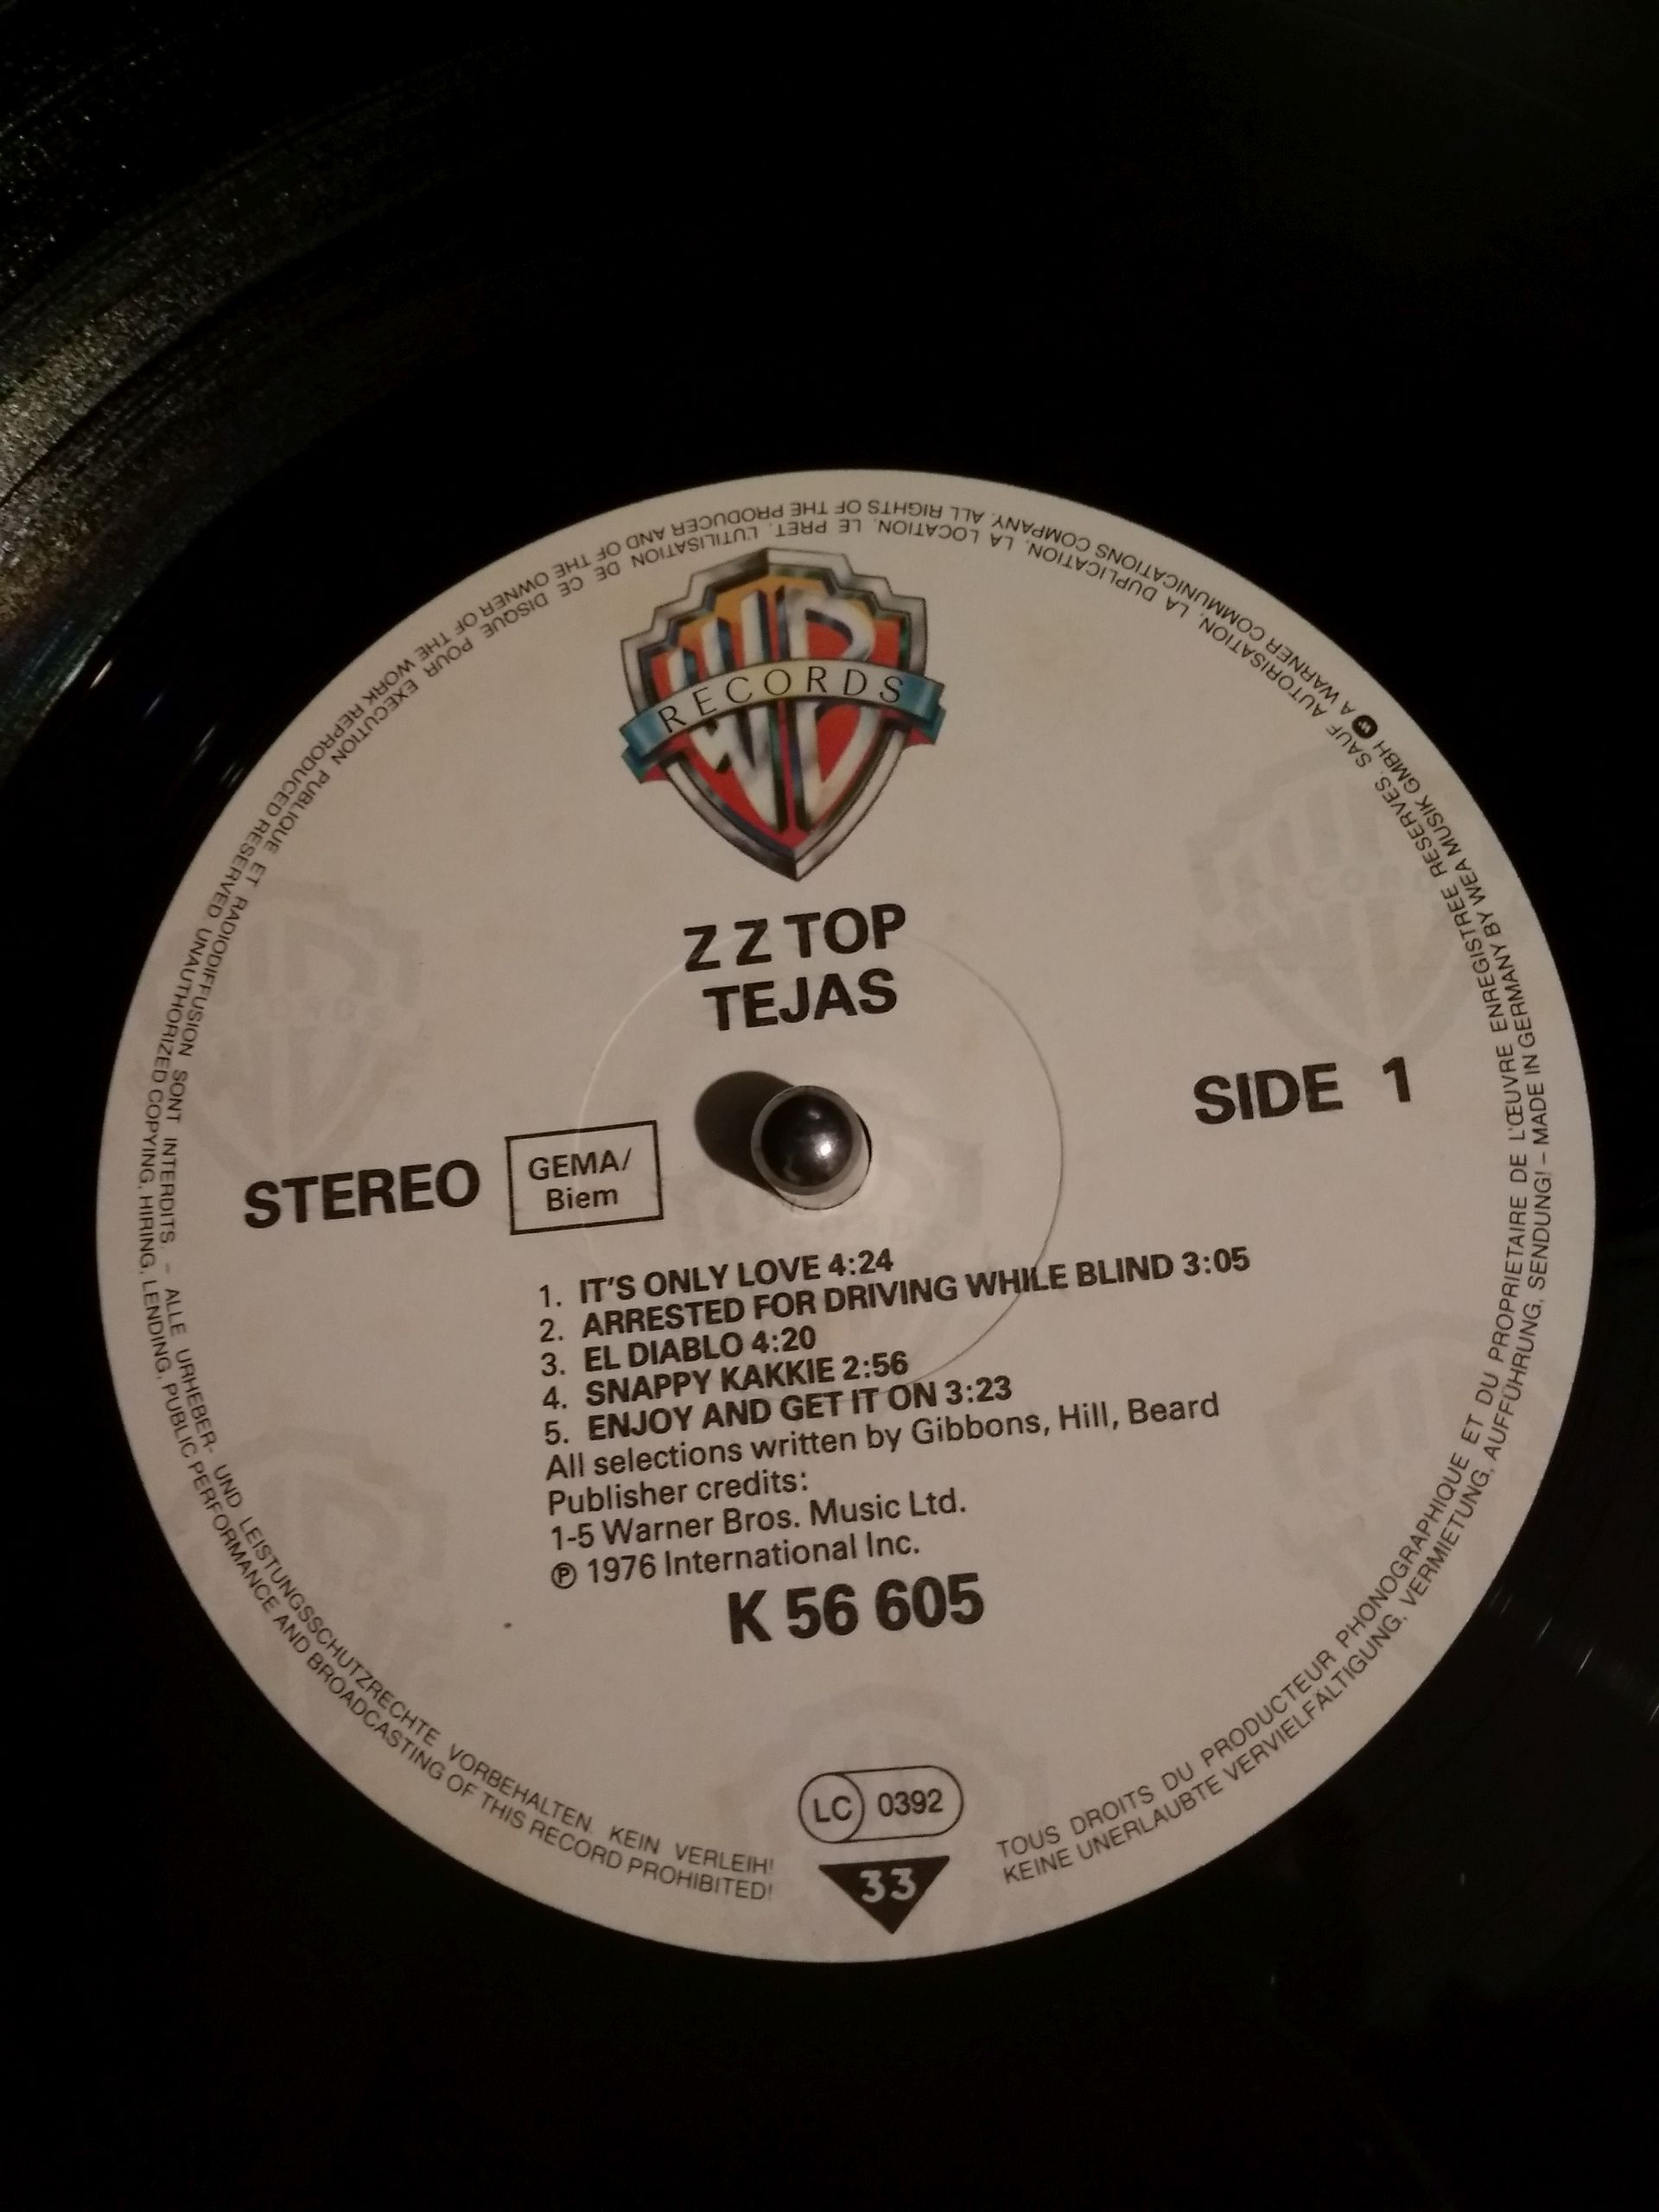 WB
RECORDS
Z Z TOP
TEJAS
SIDE 1
STEREO
GEMA/
Biem
1. IT'S ONLY LOVE 4:24
2. ARRESTED FOR DRIVING WHILE BLIND 3:05
3. EL DIABLO 4:20
4. SNAPPY KAKKIE 2:56
5. ENJOY AND GET IT ON 3:23
All selections written by Gibbons, Hill, Beard
Publisher credits:
1-5 Warner Bros. Music Ltd.
℗ 1976 International Inc.
K 56 605
LC 0392
33
TOUS DROITS DU PRODUCTEUR PHONOGRAPHIQUE ET DU PROPRIETAIRE DE L'ŒUVRE ENREGISTREE RESERVES. SAUF AUTORISATION, LA DUPLICATION, LA LOCATION, LE PRET, L'UTILISATION DE CE DISQUE POUR EXECUTION PUBLIQUE ET RADIODIFFUSION SONT INTERDITS. – ALLE URHEBER- UND LEISTUNGSSCHUTZRECHTE VORBEHALTEN. KEIN VERLEIH!
KEINE UNERLAUBTE VERVIELFÄLTIGUNG, VERMIETUNG, AUFFÜHRUNG, SENDUNG! – MADE IN GERMANY BY WEA MUSIK GMBH W A WARNER COMMUNICATIONS COMPANY. ALL RIGHTS OF THE PRODUCER AND OF THE OWNER OF THE WORK REPRODUCED RESERVED. UNAUTHORIZED COPYING, HIRING, LENDING, PUBLIC PERFORMANCE AND BROADCASTING OF THIS RECORD PROHIBITED!